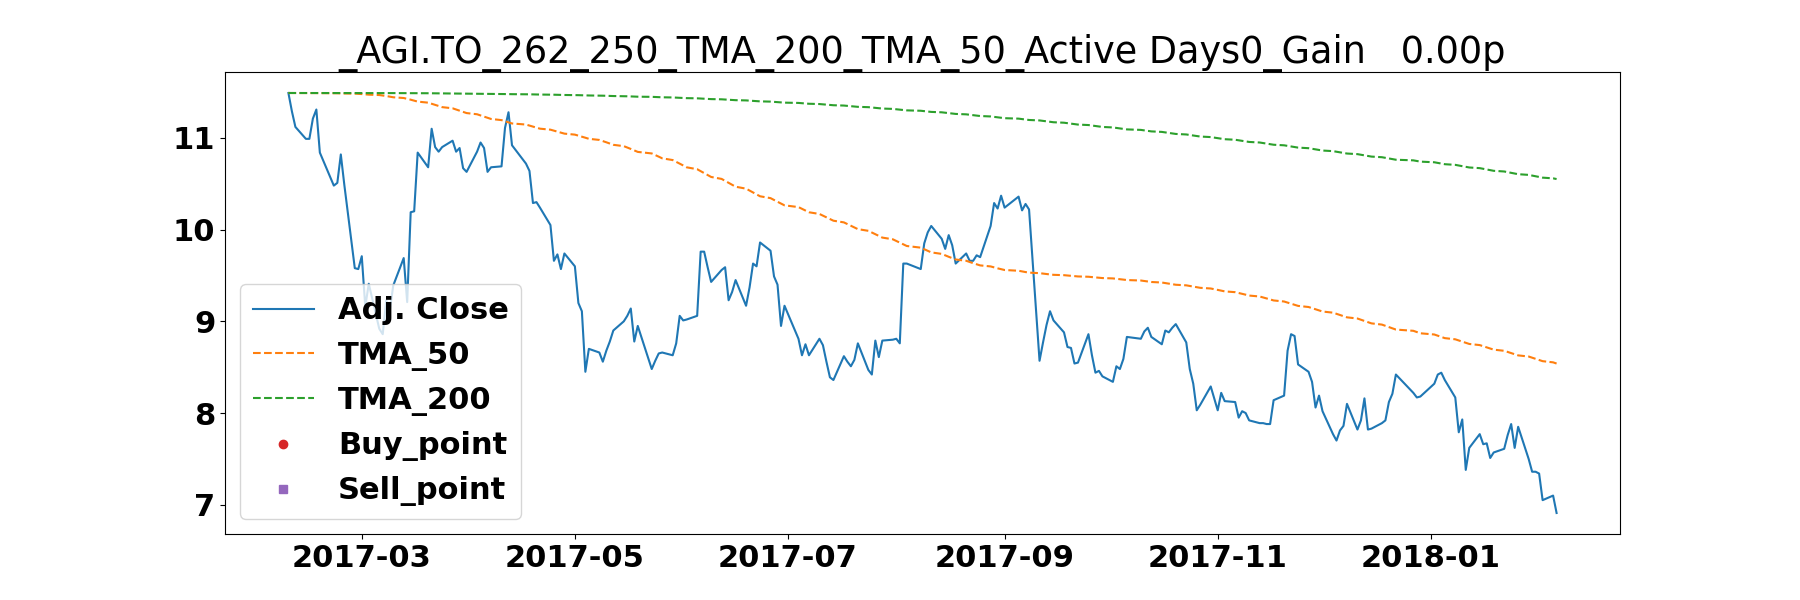 _AGI.TO_262_250_TMA_200_TMA_50_Active Days0_Gain   0.00p
11
10
9
8
7
Adj. Close
TMA_50
TMA_200
Buy_point
Sell_point
2017-03 2017-05 2017-07 2017-09 2017-11 2018-01